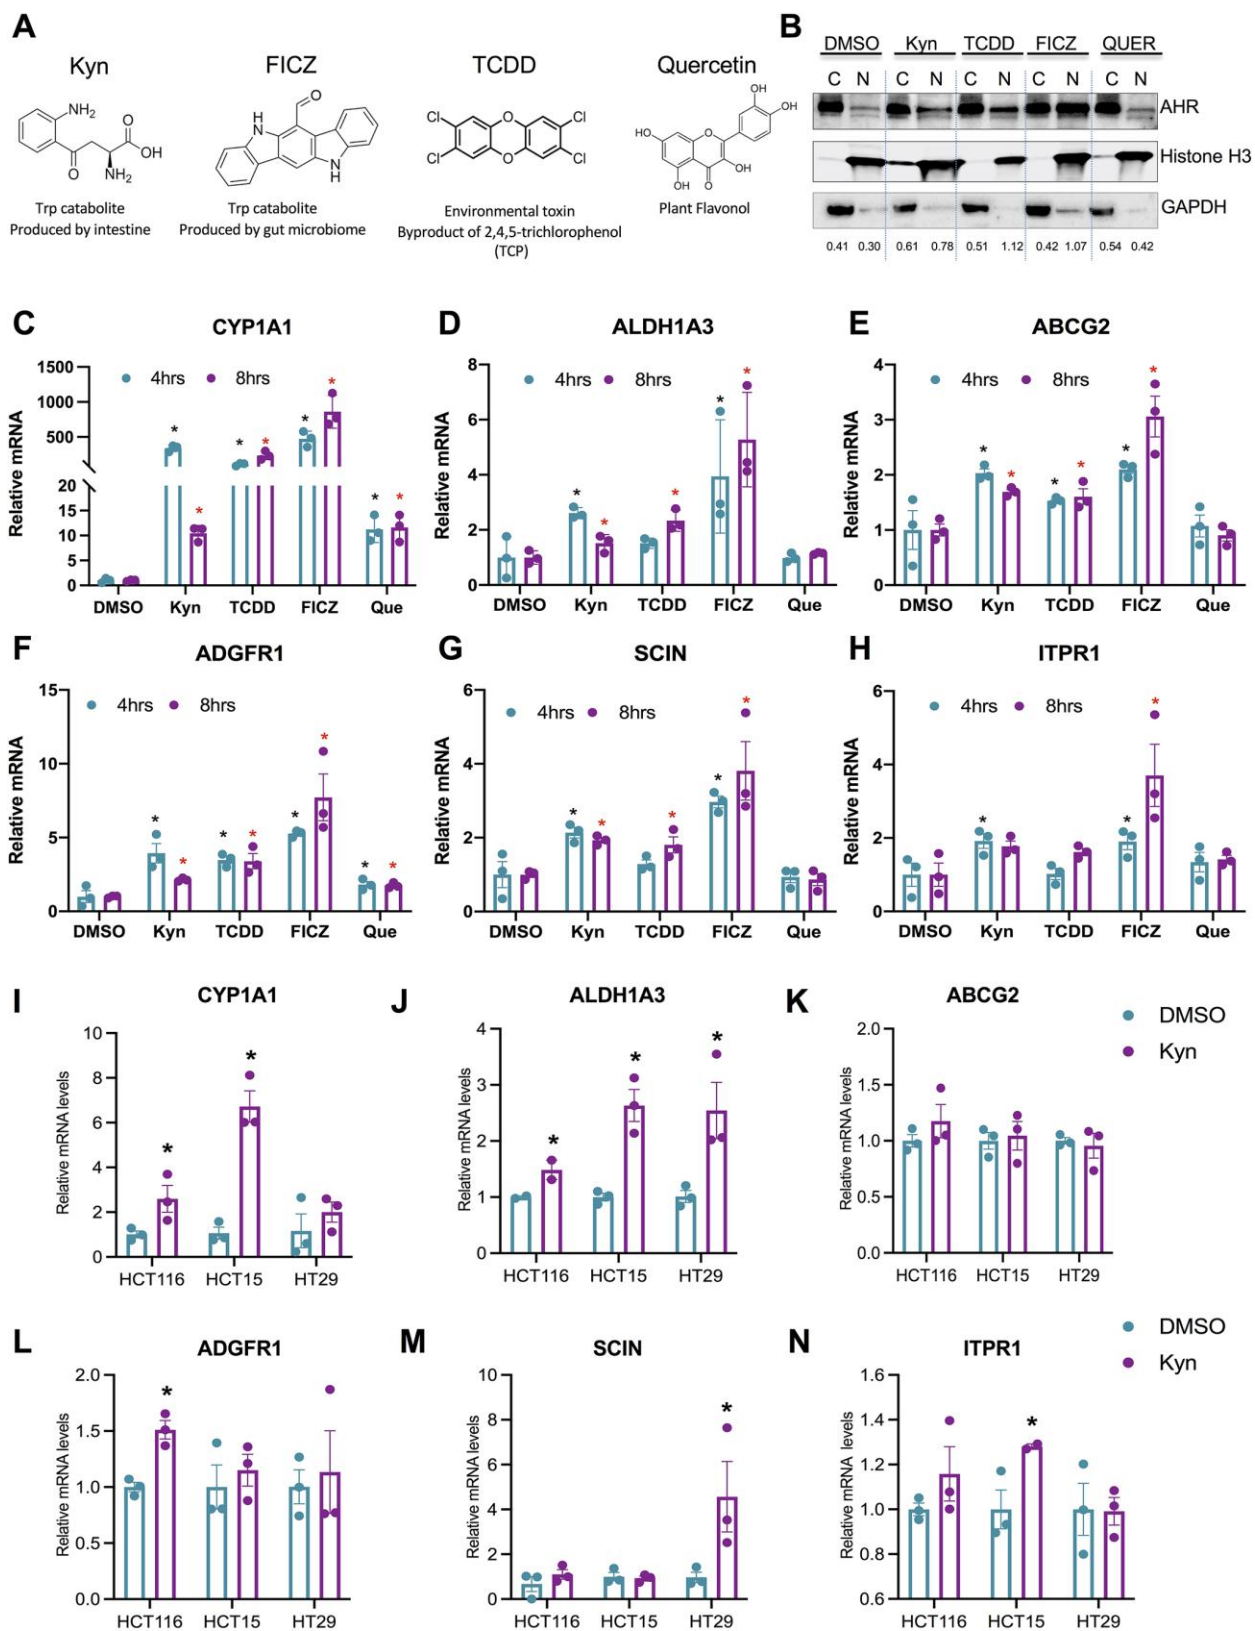 A
Kyn
FICZ
TCDD
Quercetin
NH2
O
OH
O
NH2
O
H
N
N
H
Cl
O
Cl
Cl
O
Cl
OH
OH
HO
O
OH
OH
O
Trp catabolite
Produced by intestine
Trp catabolite
Produced by gut microbiome
Environmental toxin
Byproduct of 2,4,5-trichlorophenol
(TCP)
Plant Flavonol
B
DMSO Kyn TCDD FICZ QUER
C N C N C N C N C N
AHR
Histone H3
GAPDH
0.41 0.30 0.61 0.78 0.51 1.12 0.42 1.07 0.54 0.42
C
CYP1A1
4hrs 8hrs
Relative mRNA
1500
1000
500
20
15
10
5
0
* * * * * * * *
DMSO Kyn TCDD FICZ Que
D
ALDH1A3
4hrs 8hrs
Relative mRNA
8
6
4
2
0
* * * * *
DMSO Kyn TCDD FICZ Que
E
ABCG2
4hrs 8hrs
Relative mRNA
4
3
2
1
0
* * * * * *
DMSO Kyn TCDD FICZ Que
F
ADGFR1
4hrs 8hrs
Relative mRNA
15
10
5
0
* * * * * * * *
DMSO Kyn TCDD FICZ Que
G
SCIN
4hrs 8hrs
Relative mRNA
6
4
2
0
* * * * *
DMSO Kyn TCDD FICZ Que
H
ITPR1
4hrs 8hrs
Relative mRNA
6
4
2
0
* * *
DMSO Kyn TCDD FICZ Que
I
CYP1A1
Relative mRNA levels
10
8
6
4
2
0
* *
HCT116 HCT15 HT29
J
ALDH1A3
Relative mRNA levels
4
3
2
1
0
* * *
HCT116 HCT15 HT29
K
ABCG2
Relative mRNA levels
2.0
1.5
1.0
0.5
0.0
HCT116 HCT15 HT29
DMSO
Kyn
L
ADGFR1
Relative mRNA levels
2.0
1.5
1.0
0.5
0.0
*
HCT116 HCT15 HT29
M
SCIN
Relative mRNA levels
10
8
6
4
2
0
*
HCT116 HCT15 HT29
N
ITPR1
Relative mRNA levels
1.6
1.4
1.2
1.0
0.8
0.6
*
HCT116 HCT15 HT29
DMSO
Kyn